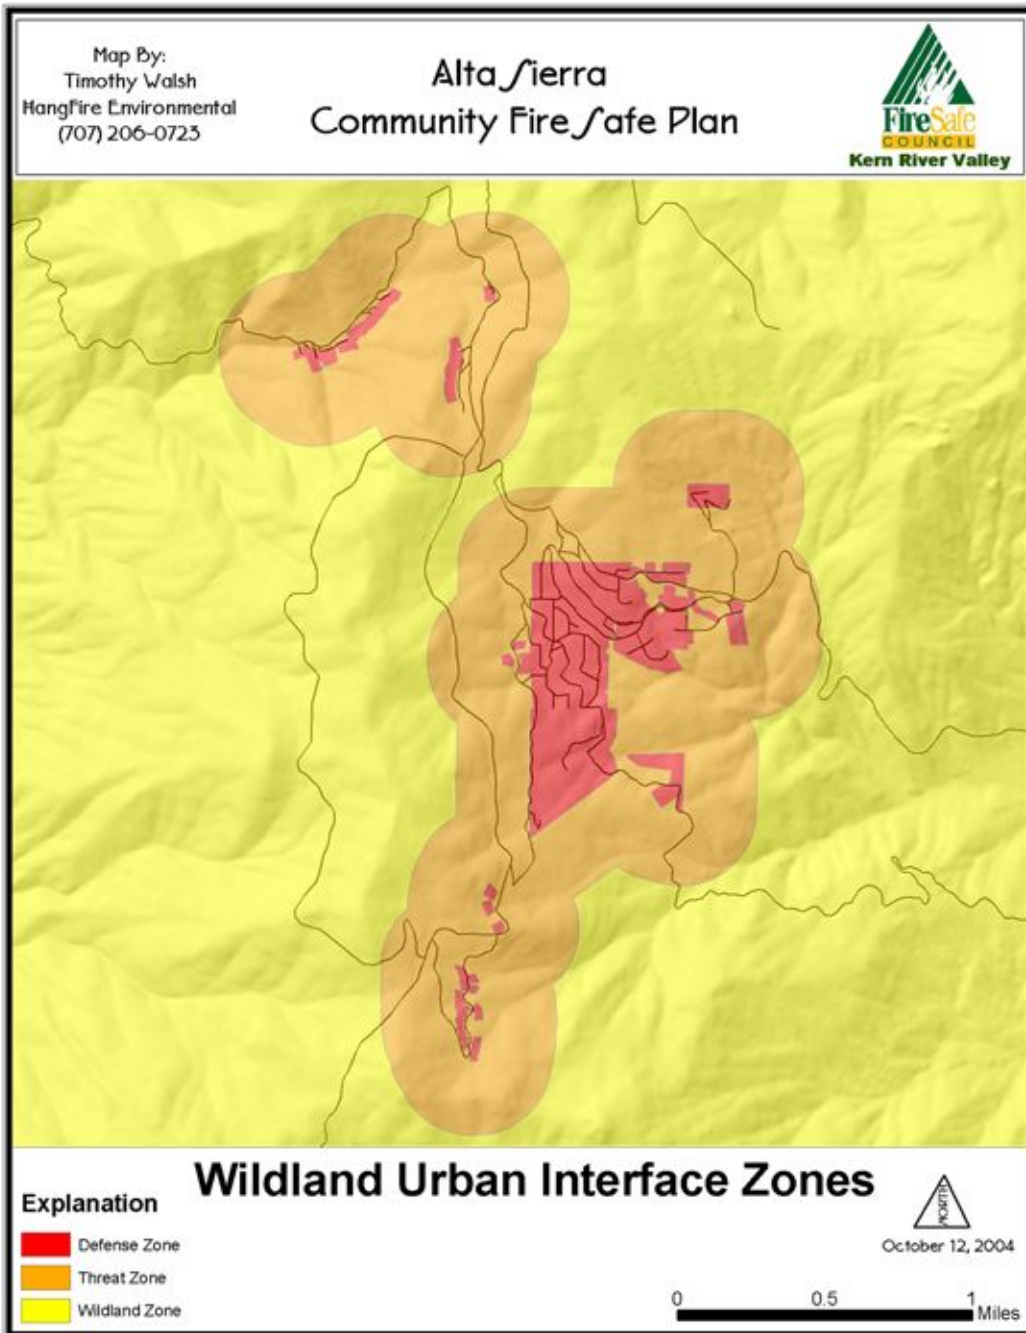 Map By:
Timothy Walsh
HangFire Environmental
(707) 206-0723
Alta Sierra
Community Fire Safe Plan
FireSafe
COUNCIL
Kern River Valley
Wildland Urban Interface Zones
Explanation
Defense Zone
Threat Zone
Wildland Zone
NORTH
October 12, 2004
0 0.5 1
Miles